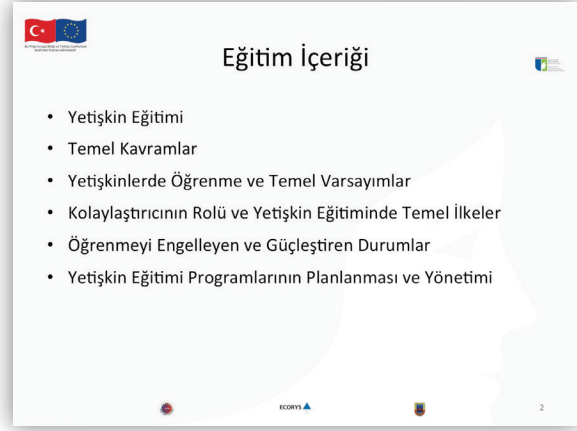 Eğitim İçeriği
• Yetişkin Eğitimi
• Temel Kavramlar
• Yetişkinlerde Öğrenme ve Temel Varsayımlar
• Kolaylaştırıcının Rolü ve Yetişkin Eğitiminde Temel İlkeler
• Öğrenmeyi Engelleyen ve Güçleştiren Durumlar
• Yetişkin Eğitimi Programlarının Planlanması ve Yönetimi
ECORYS
2